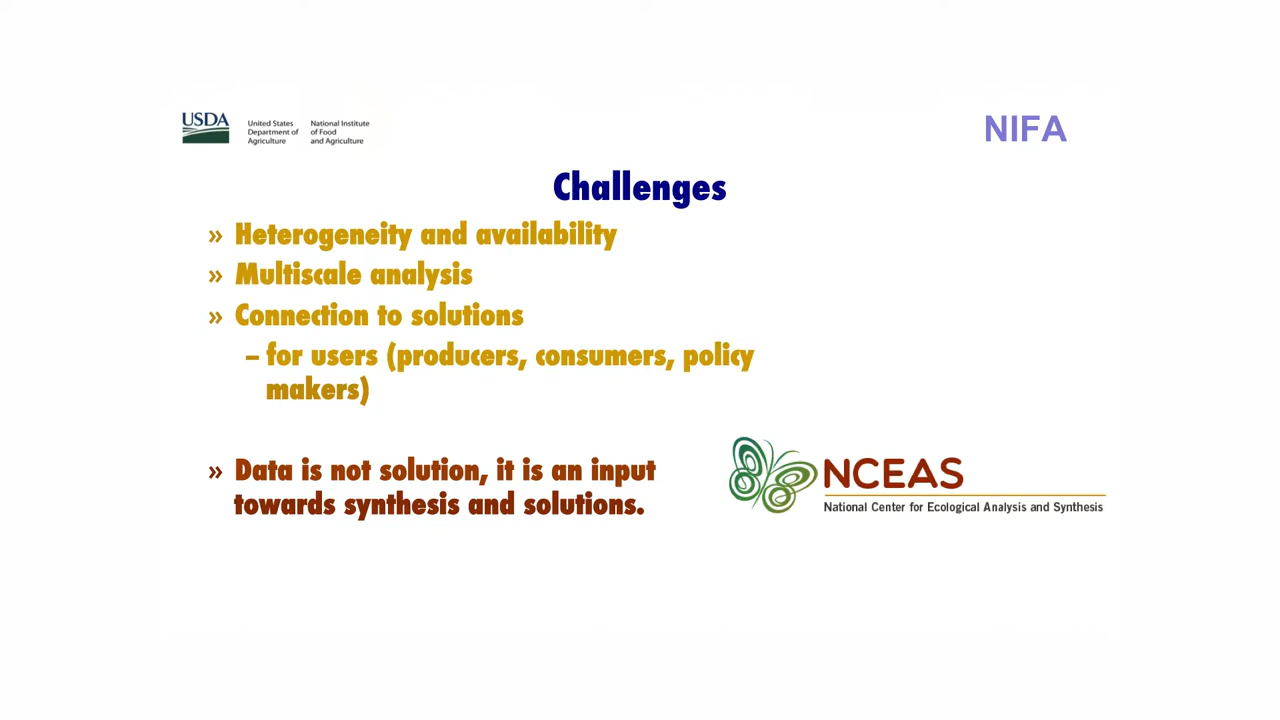 USDA
United States
Department of
Agriculture
National Institute
of Food
and Agriculture
NIFA
Challenges
» Heterogeneity and availability
» Multiscale analysis
» Connection to solutions
– for users (producers, consumers, policy
makers)
» Data is not solution, it is an input
towards synthesis and solutions.
NCEAS
National Center for Ecological Analysis and Synthesis